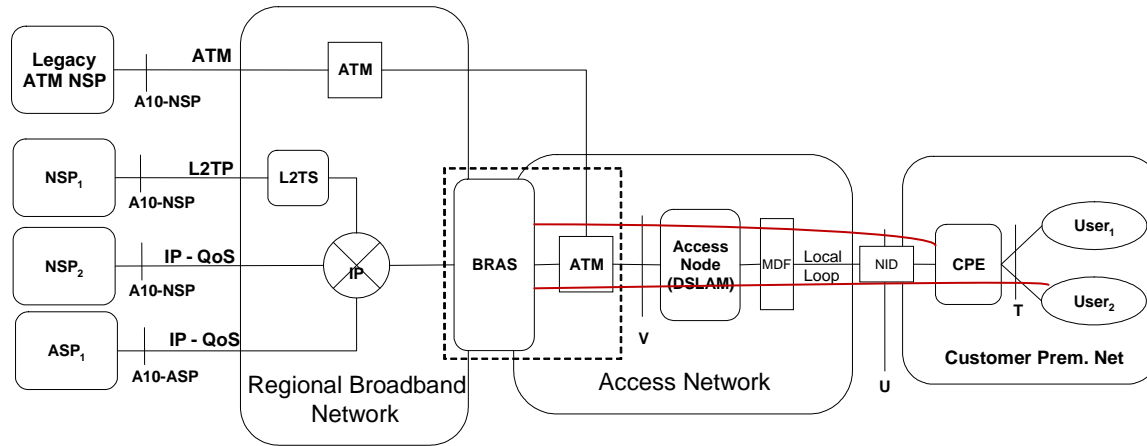 Legacy
ATM NSP
ATM
A10-NSP
ATM
NSP1
L2TP
A10-NSP
L2TS
NSP2
IP - QoS
A10-NSP
IP
ASP1
IP - QoS
A10-ASP
Regional Broadband
Network
BRAS
ATM
V
Access
Node
(DSLAM)
MDF
Local
Loop
Access Network
NID
U
CPE
T
User1
User2
Customer Prem. Net